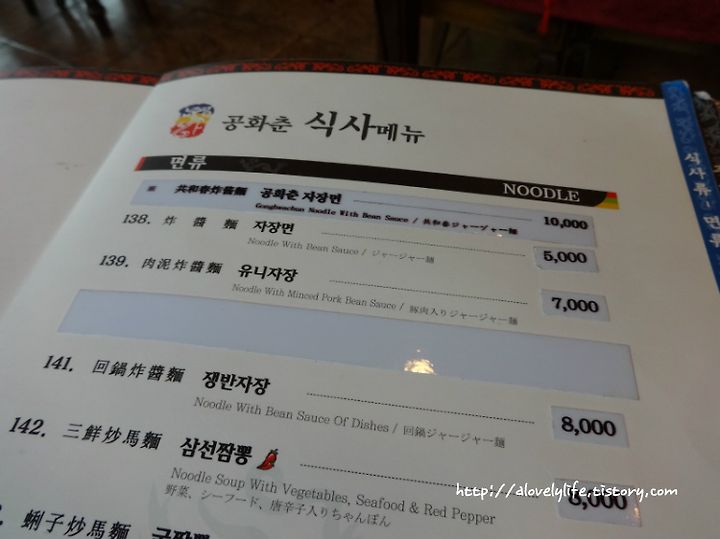 공화춘 식사메뉴
면류 NOODLE
※ 共和春炸醬麵 공화춘 자장면 10,000
Gonghwachun Noodle With Bean Sauce / 共和春ジャージャー麺
138. 炸醬麵 자장면 5,000
Noodle With Bean Sauce / ジャージャー麺
139. 肉泥炸醬麵 유니자장 7,000
Noodle With Minced Pork Bean Sauce / 豚肉入りジャージャー麺
141. 回鍋炸醬麵 쟁반자장 8,000
Noodle With Bean Sauce Of Dishes / 回鍋ジャージャー麺
142. 三鮮炒馬麵 삼선짬뽕
Noodle Soup With Vegetables, Seafood & Red Pepper
野菜、シーフード、唐辛子入りちゃんぽん
蜊子炒馬麵 굴짬뽕
식사류 면류
http://alovelylife.tistory.com